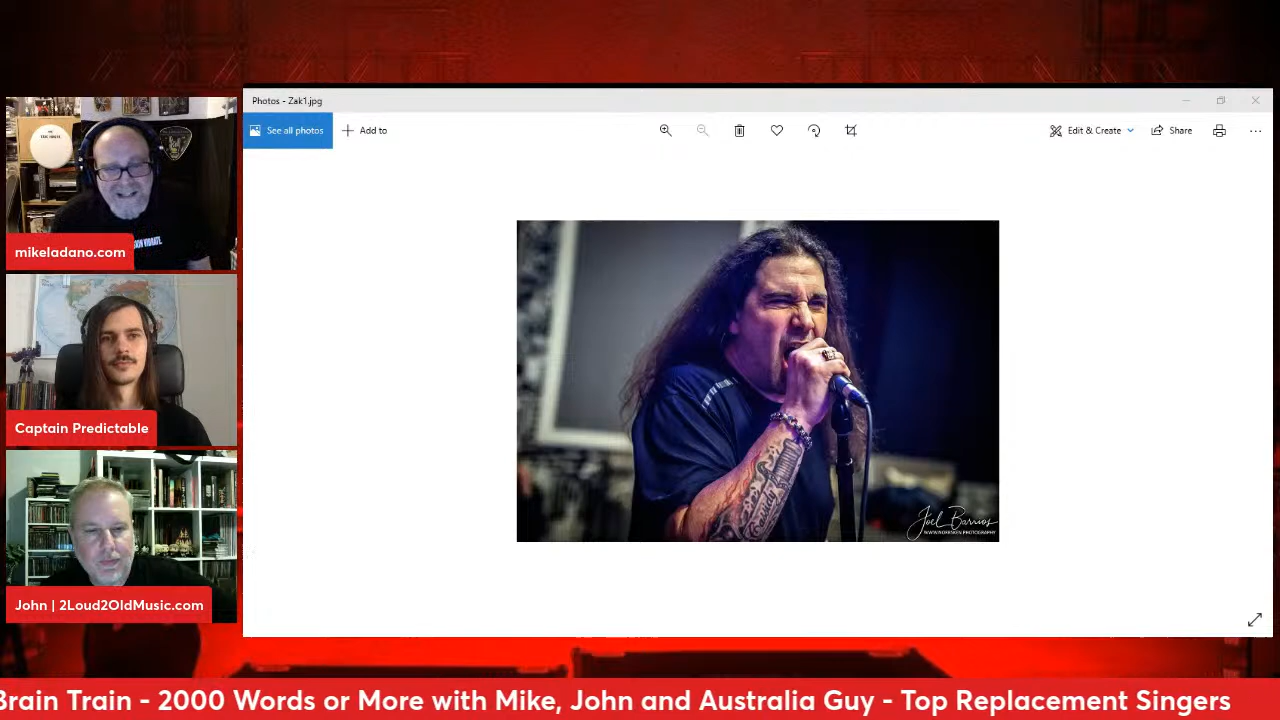 Photos - Zak1.jpg
See all photos
Add to
Edit & Create
Share
mikeladano.com
Captain Predictable
John | 2Loud2OldMusic.com
Joel Barrios
Brain Train - 2000 Words or More with Mike, John and Australia Guy - Top Replacement Singers